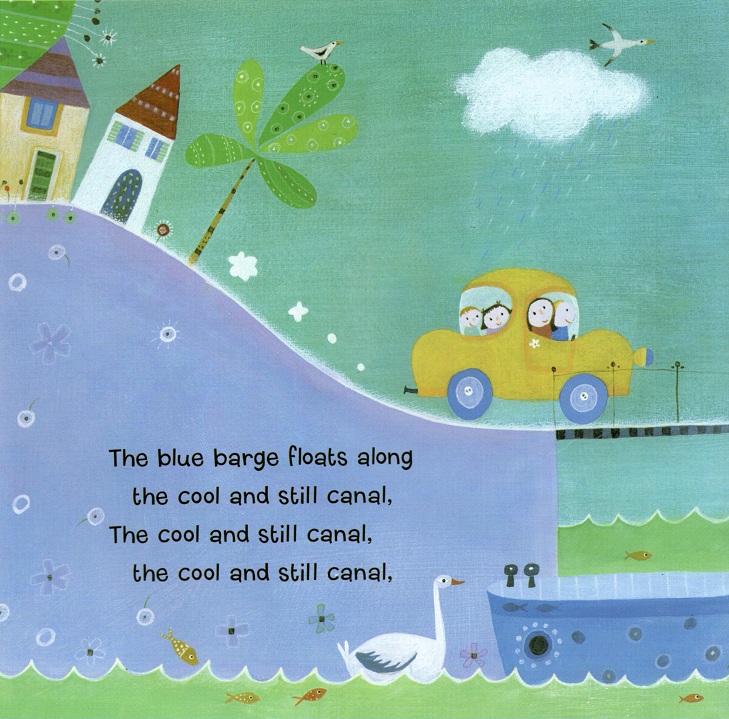 The blue barge floats along
the cool and still canal,
The cool and still canal,
the cool and still canal,